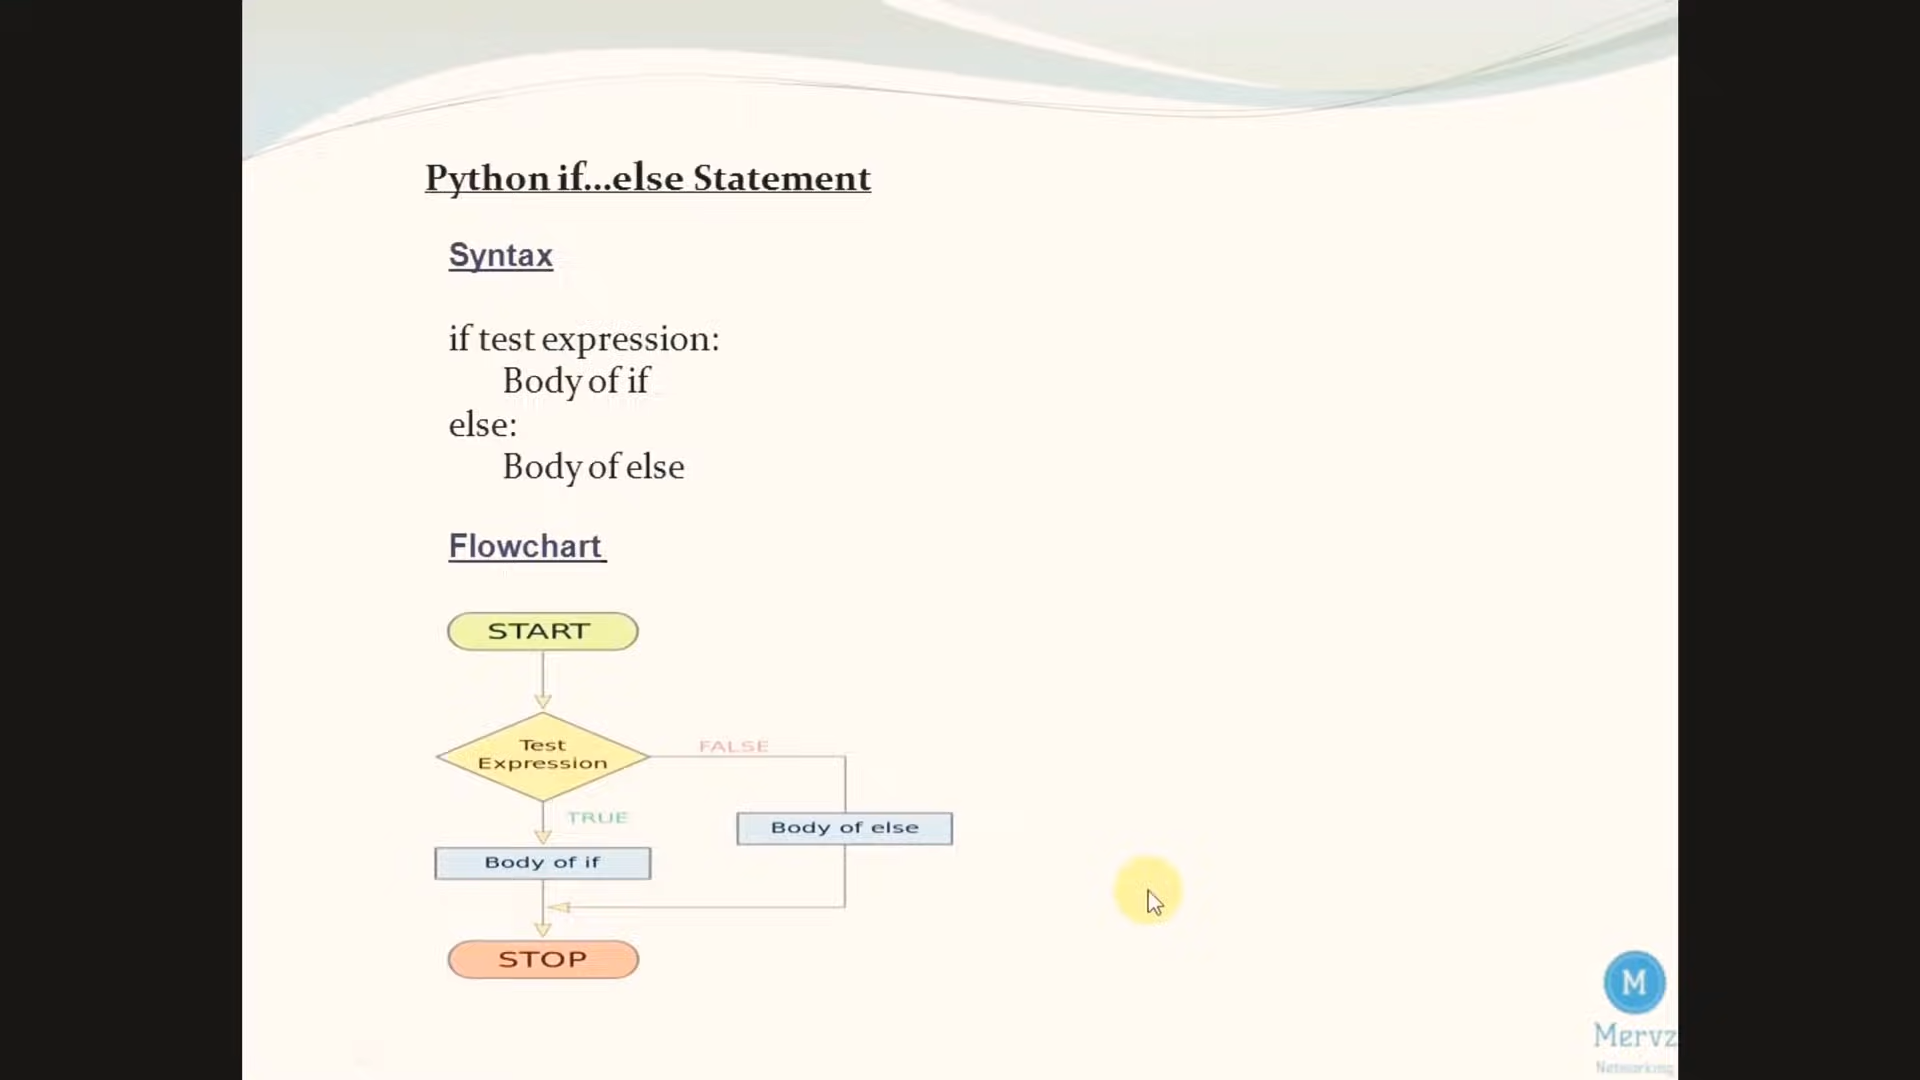 Python if...else Statement
Syntax
if test expression:
Body of if
else:
Body of else
Flowchart
START
Test
Expression
FALSE
TRUE
Body of else
Body of if
STOP
M
Mervz
Networking